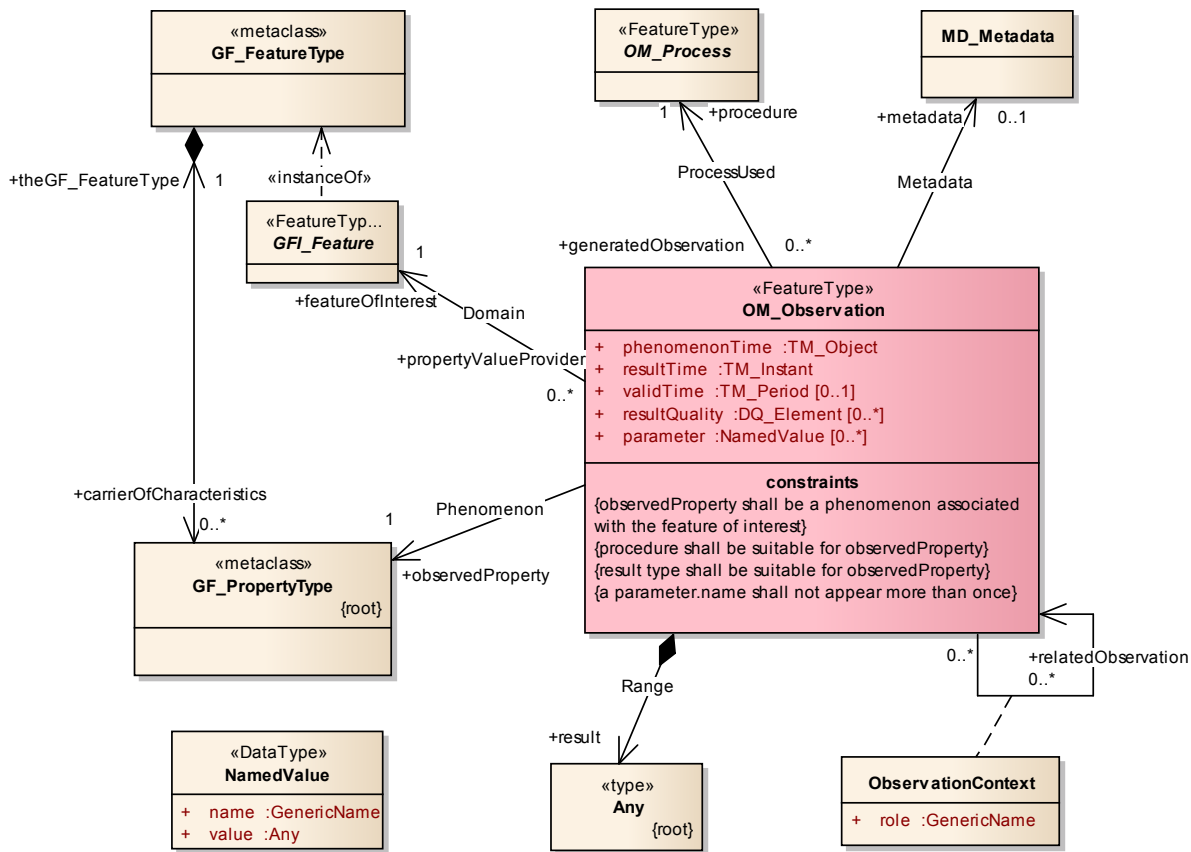 «metaclass»
GF_FeatureType
«FeatureType»
OM_Process
MD_Metadata
1
+procedure
+metadata
0..1
+theGF_FeatureType
1
«instanceOf»
ProcessUsed
Metadata
«FeatureTyp...
GFI_Feature
1
+generatedObservation
0..*
+featureOfInterest
Domain
+propertyValueProvider
0..*
«FeatureType»
OM_Observation
+ phenomenonTime :TM_Object
+ resultTime :TM_Instant
+ validTime :TM_Period [0..1]
+ resultQuality :DQ_Element [0..*]
+ parameter :NamedValue [0..*]
constraints
{observedProperty shall be a phenomenon associated
with the feature of interest}
{procedure shall be suitable for observedProperty}
{result type shall be suitable for observedProperty}
{a parameter.name shall not appear more than once}
+carrierOfCharacteristics
0..*
Phenomenon
1
+observedProperty
«metaclass»
GF_PropertyType
{root}
0..*
+relatedObservation
0..*
Range
+result
«DataType»
NamedValue
+ name :GenericName
+ value :Any
«type»
Any
{root}
ObservationContext
+ role :GenericName